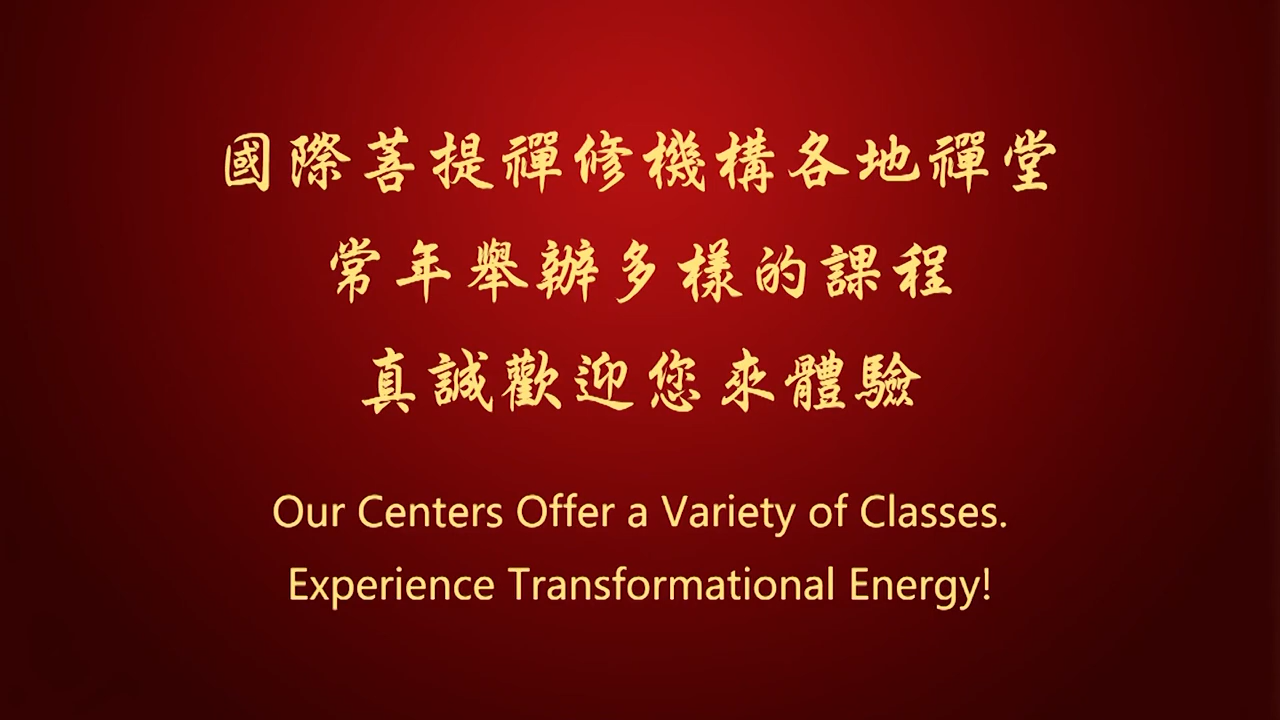 國際菩提禪修機構各地禪堂
常年舉辦多樣的課程
真誠歡迎您來體驗
Our Centers Offer a Variety of Classes.
Experience Transformational Energy!